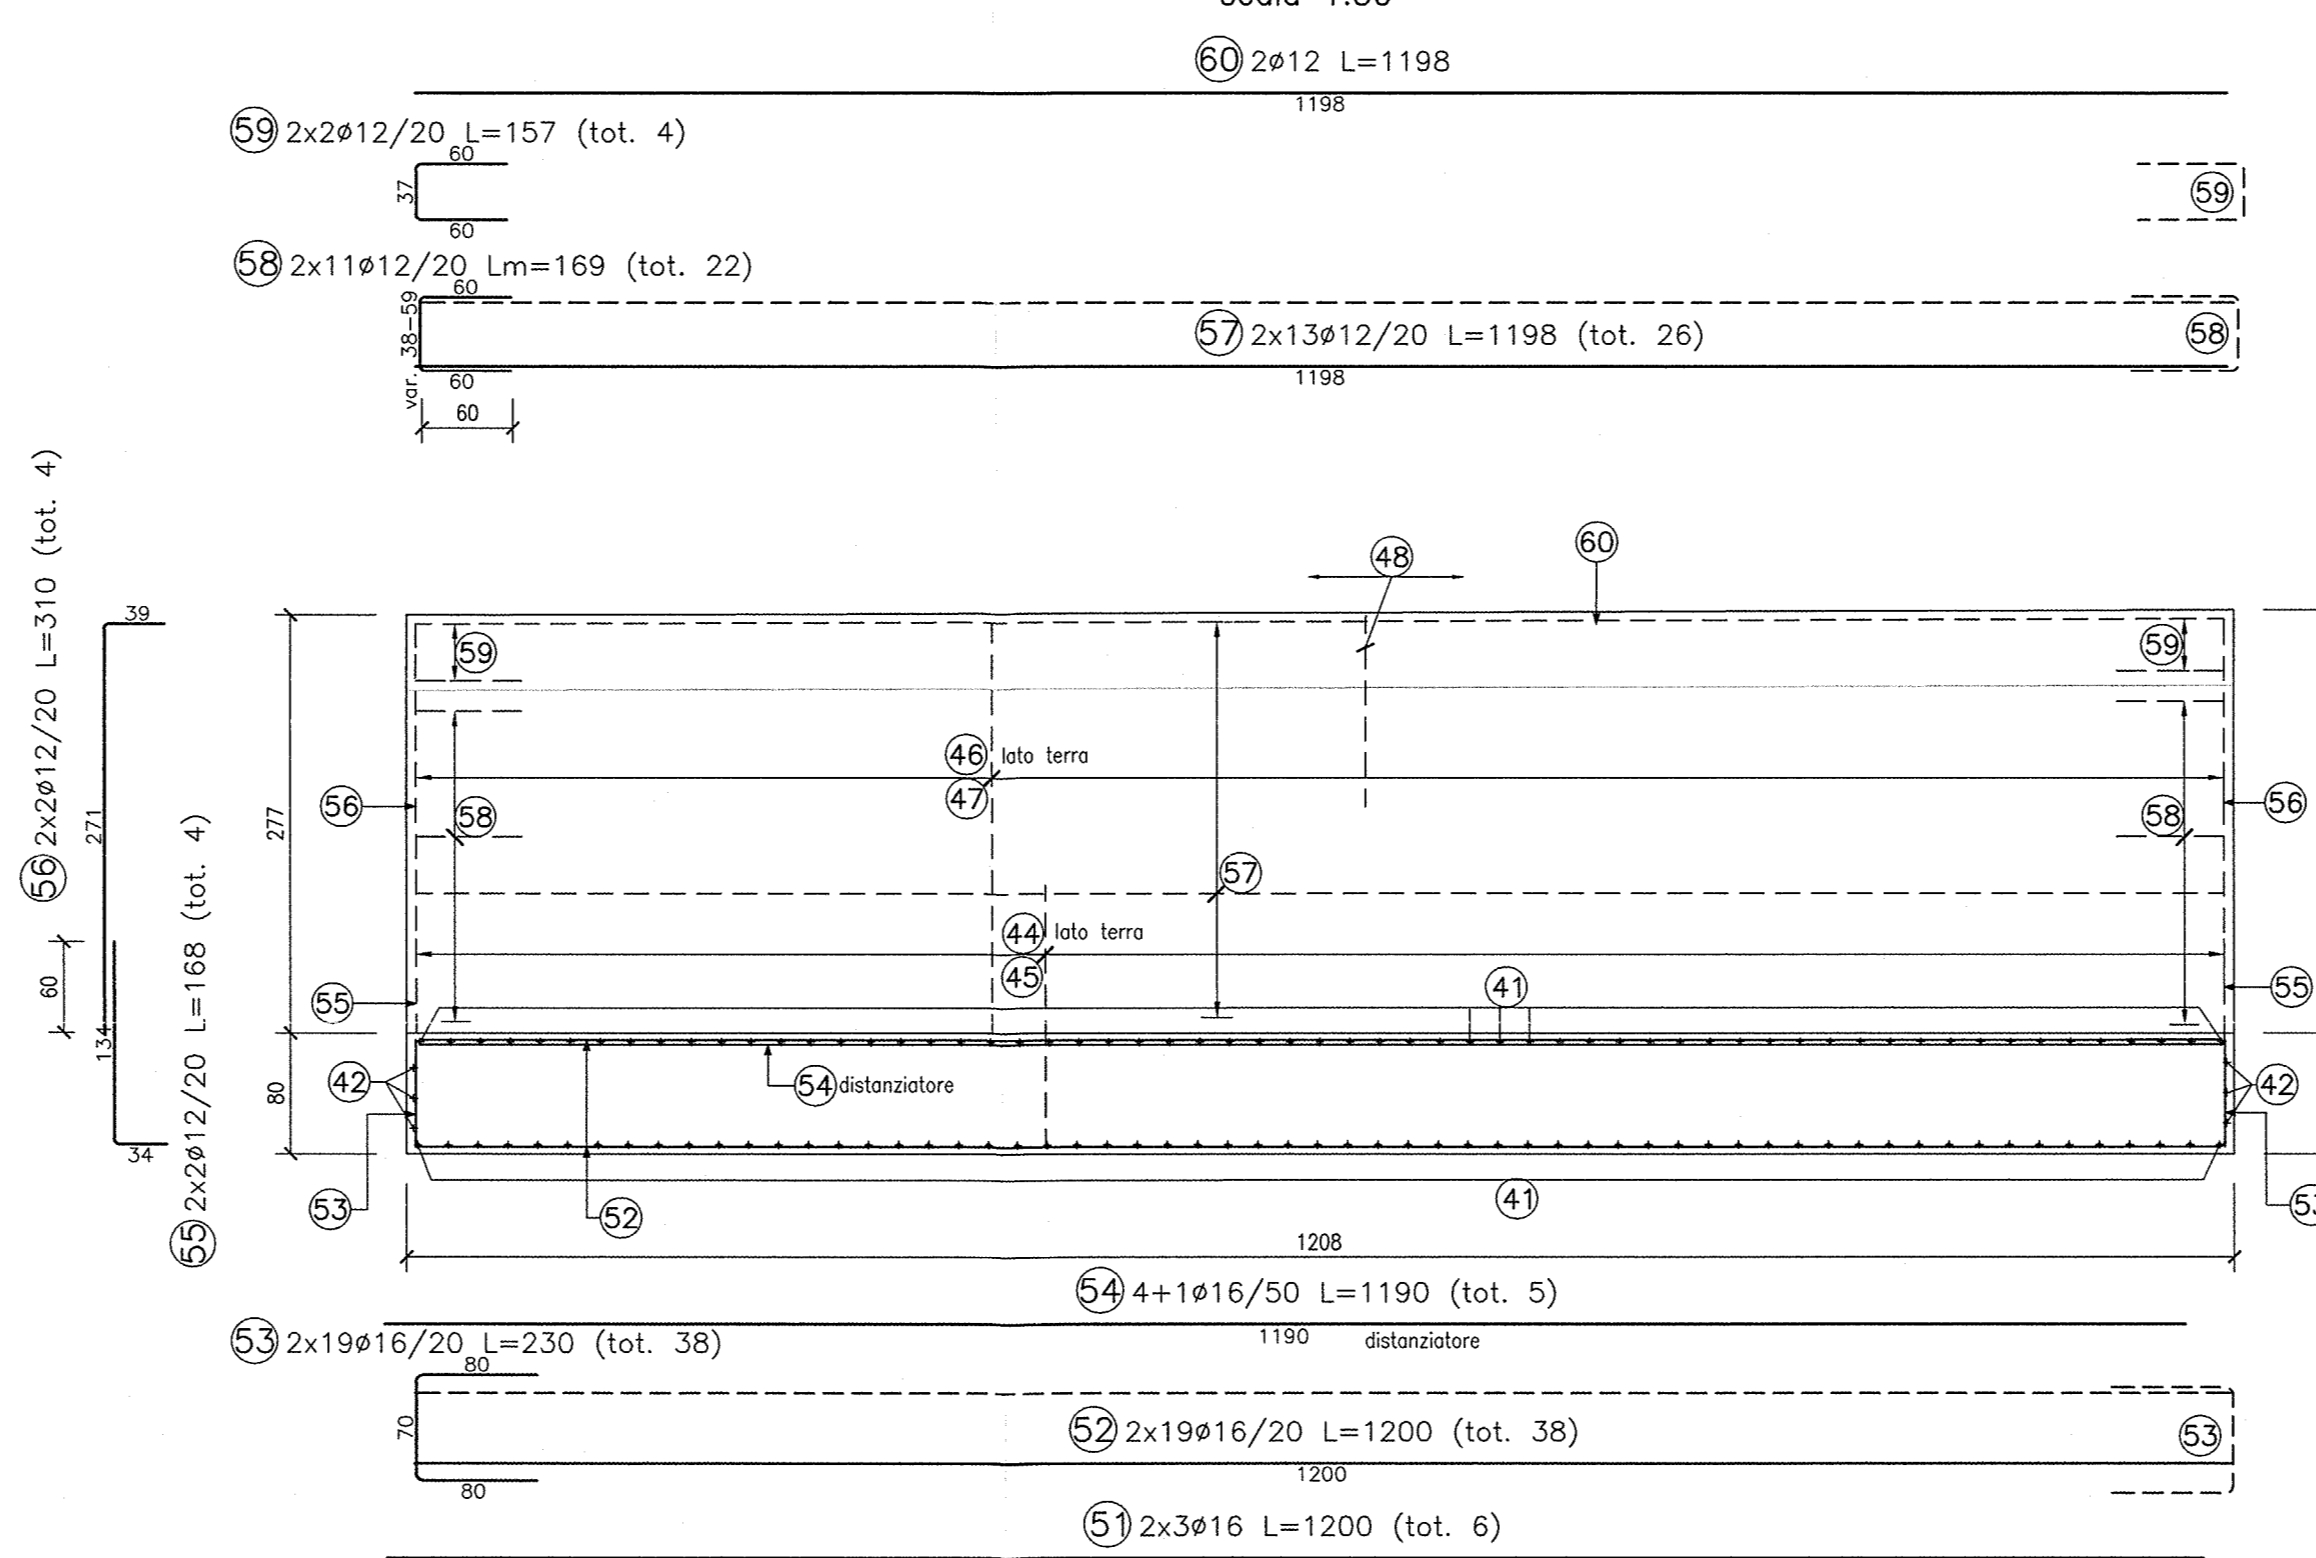 60 2ø12 L=1198
1198
59 2x2ø12/20 L=157 (tot. 4)
60
37
60
59
58 2x11ø12/20 Lm=169 (tot. 22)
60
var. 38-59
60
60
57 2x13ø12/20 L=1198 (tot. 26)
1198
58
56 2x2ø12/20 L=310 (tot. 4)
39
271
60
55 2x2ø12/20 L=168 (tot. 4)
134
34
277
80
48
60
59
59
46 lato terra
47
56
58
58
56
57
44 lato terra
45
41
55
55
42
54 distanziatore
42
53
52
41
1208
54 4+1ø16/50 L=1190 (tot. 5)
1190 distanziatore
53 2x19ø16/20 L=230 (tot. 38)
80
70
80
52 2x19ø16/20 L=1200 (tot. 38)
1200
53
51 2x3ø16 L=1200 (tot. 6)